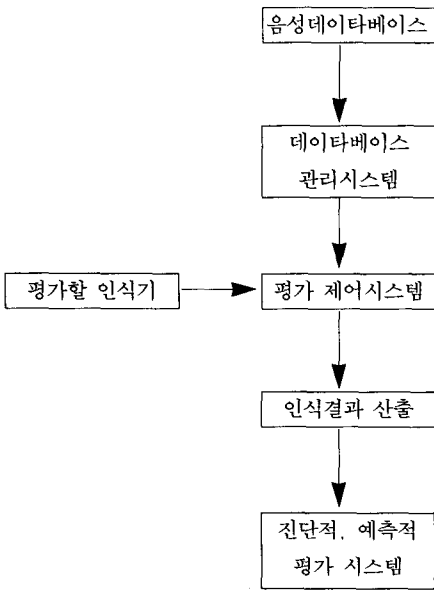 음성데이타베이스
데이타베이스
관리시스템
평가할 인식기
평가 제어시스템
인식결과 산출
진단적, 예측적
평가 시스템